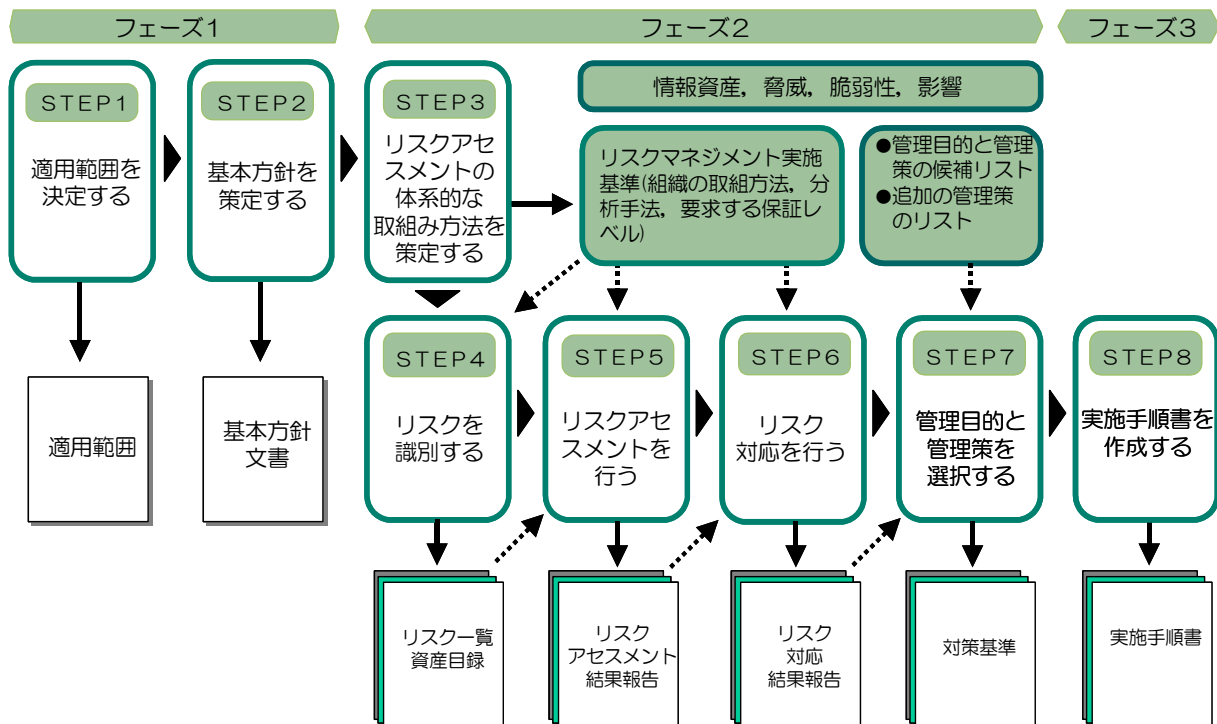 フェーズ1
フェーズ2
フェーズ3
STEP1
適用範囲を
決定する
STEP2
基本方針を
策定する
STEP3
リスクアセ
スメントの
体系的な
取組み方法を
策定する
情報資産，脅威，脆弱性，影響
リスクマネジメント実施
基準(組織の取組方法，分
析手法，要求する保証レ
ベル)
●管理目的と管理
策の候補リスト
●追加の管理策
のリスト
適用範囲
基本方針
文書
STEP4
リスクを
識別する
STEP5
リスクアセ
スメントを
行う
STEP6
リスク
対応を行う
STEP7
管理目的と
管理策を
選択する
STEP8
実施手順書を
作成する
リスク一覧
資産目録
リスク
アセスメント
結果報告
リスク
対応
結果報告
対策基準
実施手順書